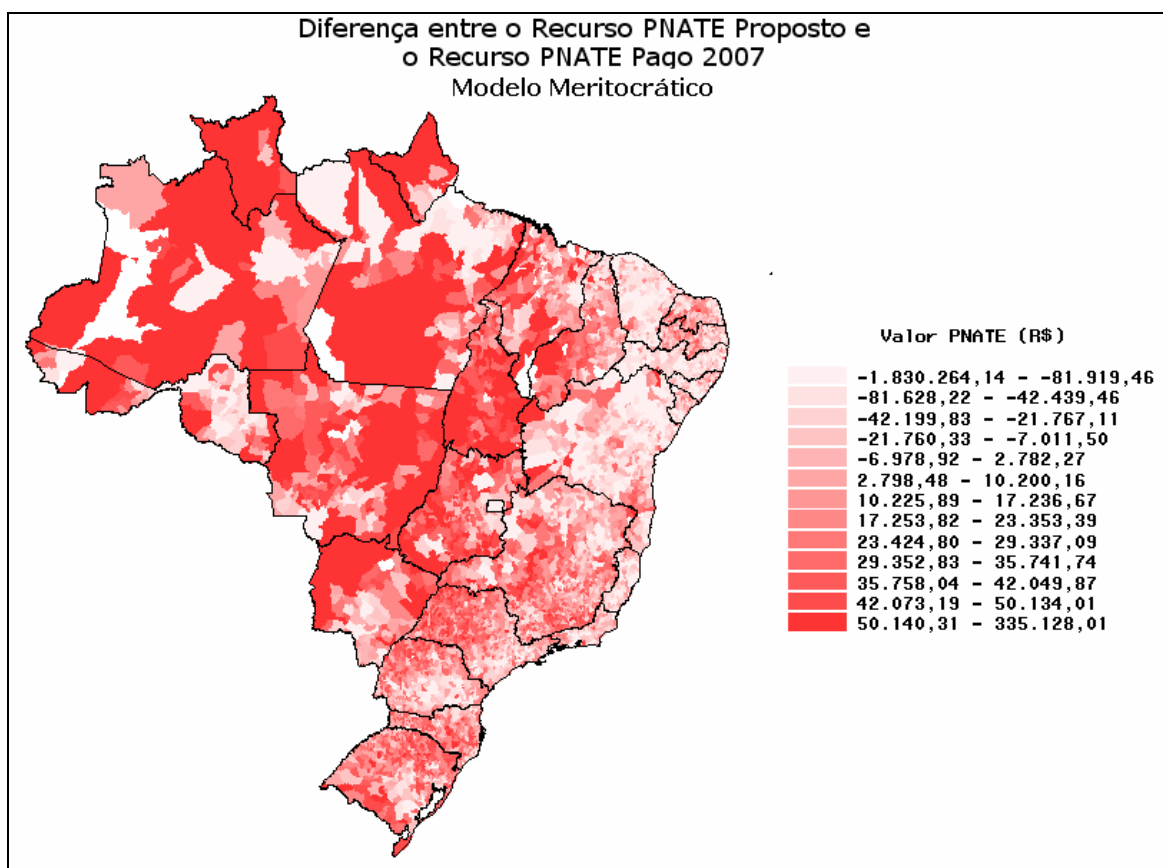 Diferença entre o Recurso PNATE Proposto e
o Recurso PNATE Pago 2007
Modelo Meritocrático
Valor PNATE (R$)
-1.830.264,14 - -81.919,46
-81.628,22 - -42.439,46
-42.199,83 - -21.767,11
-21.760,33 - -7.011,50
-6.978,92 - 2.782,27
2.798,48 - 10.200,16
10.225,89 - 17.236,67
17.253,82 - 23.353,39
23.424,80 - 29.337,09
29.352,83 - 35.741,74
35.758,04 - 42.049,87
42.073,19 - 50.134,01
50.140,31 - 335.128,01